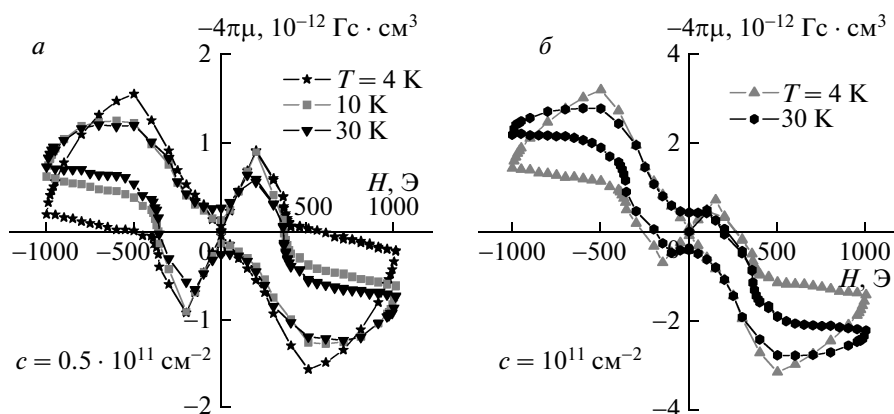 −4πμ, 10⁻¹² Гс · см³
а
2
T = 4 К
10 К
30 К
1
H, Э
500
1000
−1000
−500
0
−1
c = 0.5 · 10¹¹ см⁻²
−2
−4πμ, 10⁻¹² Гс · см³
б
4
T = 4 К
30 К
2
−1000
−500
0
500
1000
H, Э
−2
c = 10¹¹ см⁻²
−4